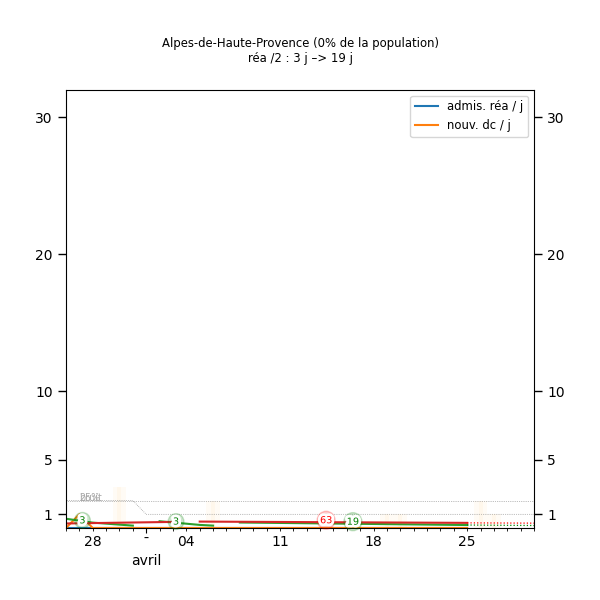 Alpes-de-Haute-Provence (0% de la population)
réa /2 : 3 j –> 19 j
admis. réa / j
nouv. dc / j
30 30
20 20
10 10
5 5
1 1
3 3 63 19
28 - 04 11 18 25
avril